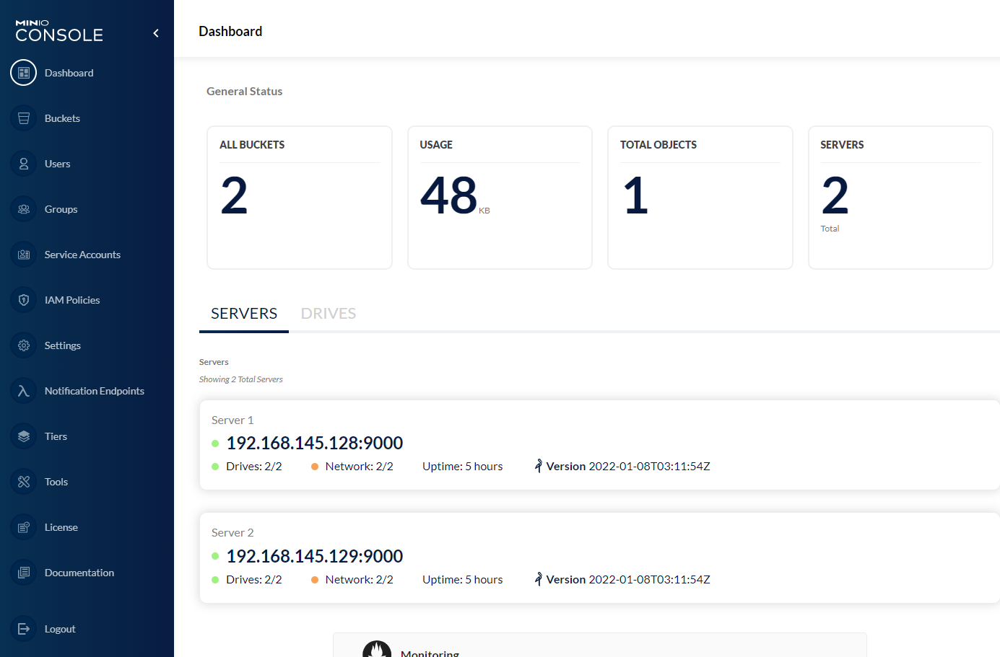 MINIO
CONSOLE
Dashboard
Buckets
Users
Groups
Service Accounts
IAM Policies
Settings
Notification Endpoints
Tiers
Tools
License
Documentation
Logout
Dashboard
General Status
ALL BUCKETS
2
USAGE
48 KB
TOTAL OBJECTS
1
SERVERS
2
Total
SERVERS DRIVES
Servers
Showing 2 Total Servers
Server 1
192.168.145.128:9000
Drives: 2/2 Network: 2/2 Uptime: 5 hours Version 2022-01-08T03:11:54Z
Server 2
192.168.145.129:9000
Drives: 2/2 Network: 2/2 Uptime: 5 hours Version 2022-01-08T03:11:54Z
Monitoring